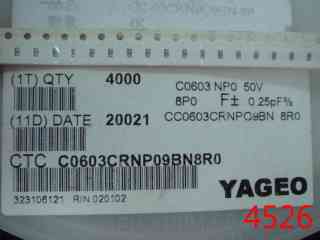 (1T) QTY 4000
C0603 NP0 50V
8P0 F± 0.25pF%
(11D) DATE 20021
CC0603CRNPO9BN 8R0
CTC C0603CRNP09BN8R0
323106121 R/N 020102
YAGEO
4526